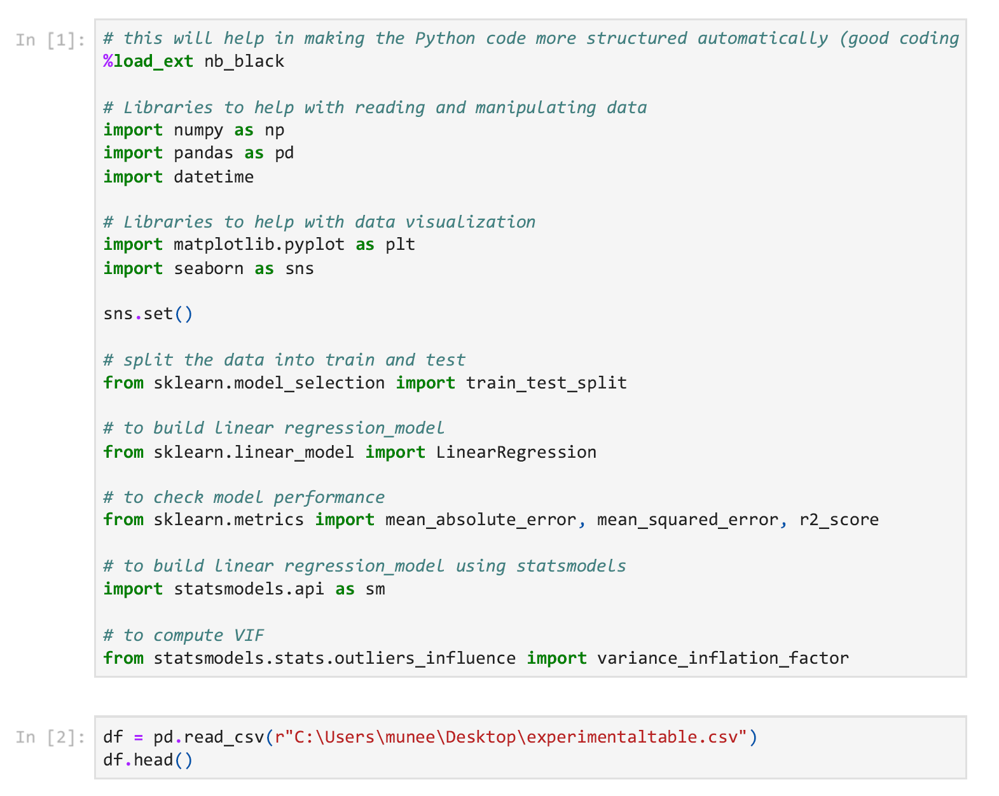 In [1]:
# this will help in making the Python code more structured automatically (good coding
%load_ext nb_black
# Libraries to help with reading and manipulating data
import numpy as np
import pandas as pd
import datetime
# Libraries to help with data visualization
import matplotlib.pyplot as plt
import seaborn as sns
sns.set()
# split the data into train and test
from sklearn.model_selection import train_test_split
# to build linear regression_model
from sklearn.linear_model import LinearRegression
# to check model performance
from sklearn.metrics import mean_absolute_error, mean_squared_error, r2_score
# to build linear regression_model using statsmodels
import statsmodels.api as sm
# to compute VIF
from statsmodels.stats.outliers_influence import variance_inflation_factor
In [2]:
df = pd.read_csv(r"C:\Users\munee\Desktop\experimentaltable.csv")
df.head()